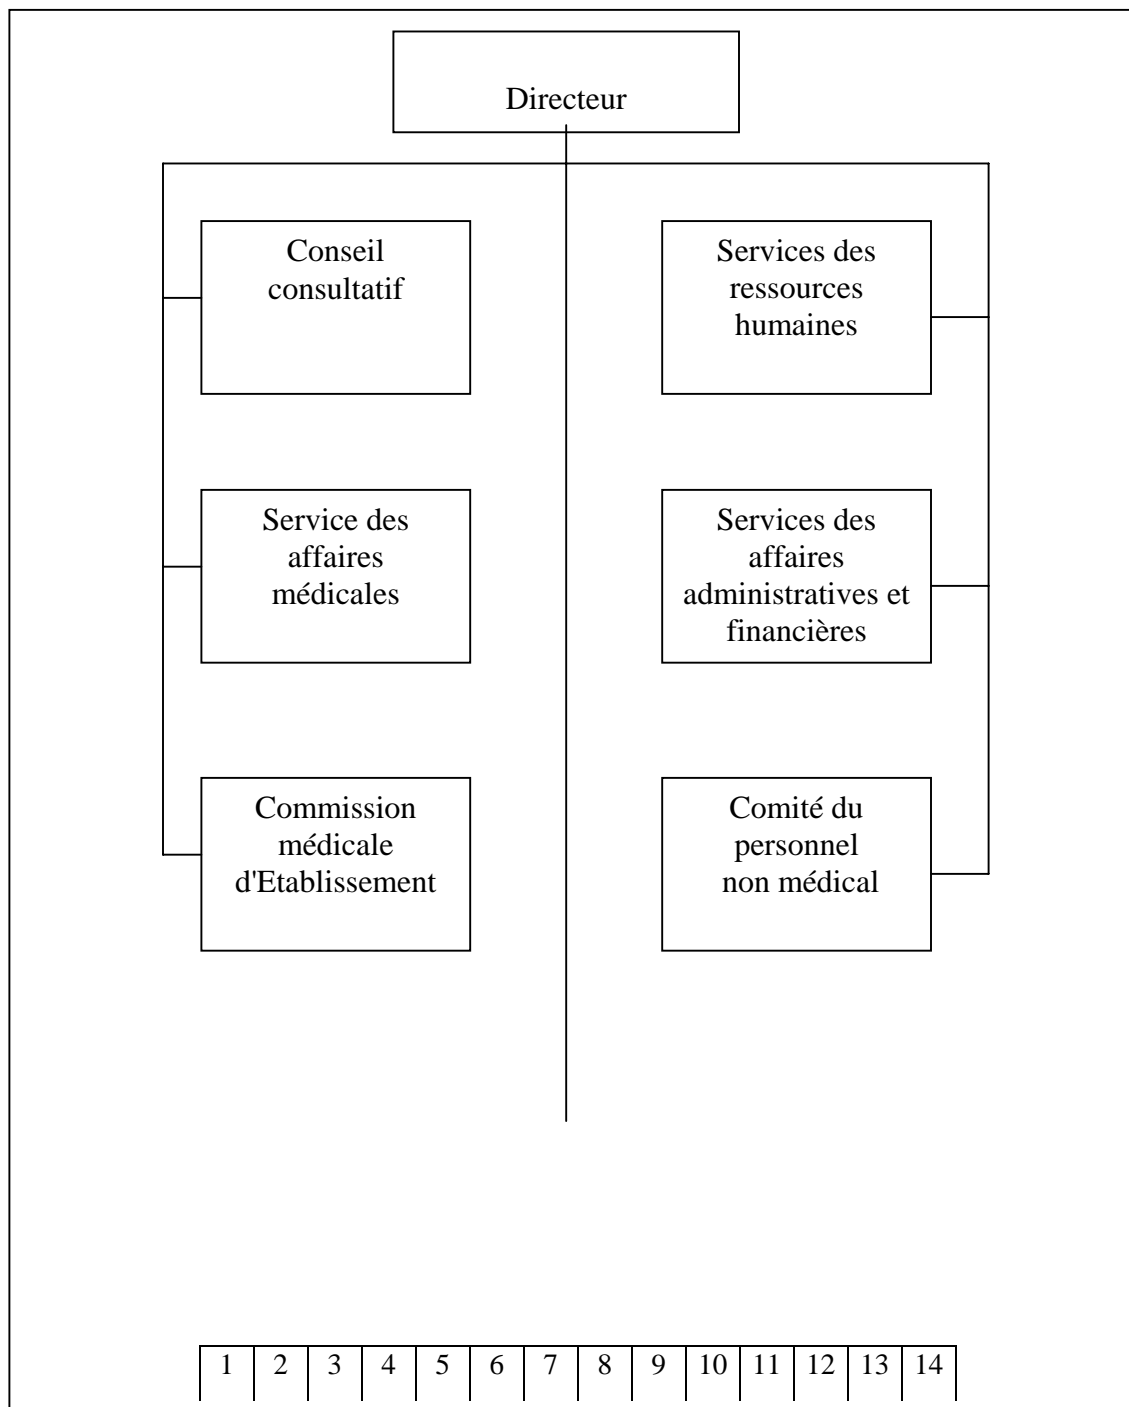 Directeur
Conseil
consultatif
Services des
ressources
humaines
Service des
affaires
médicales
Services des
affaires
administratives et
financières
Commission
médicale
d'Etablissement
Comité du
personnel
non médical
1 2 3 4 5 6 7 8 9 10 11 12 13 14